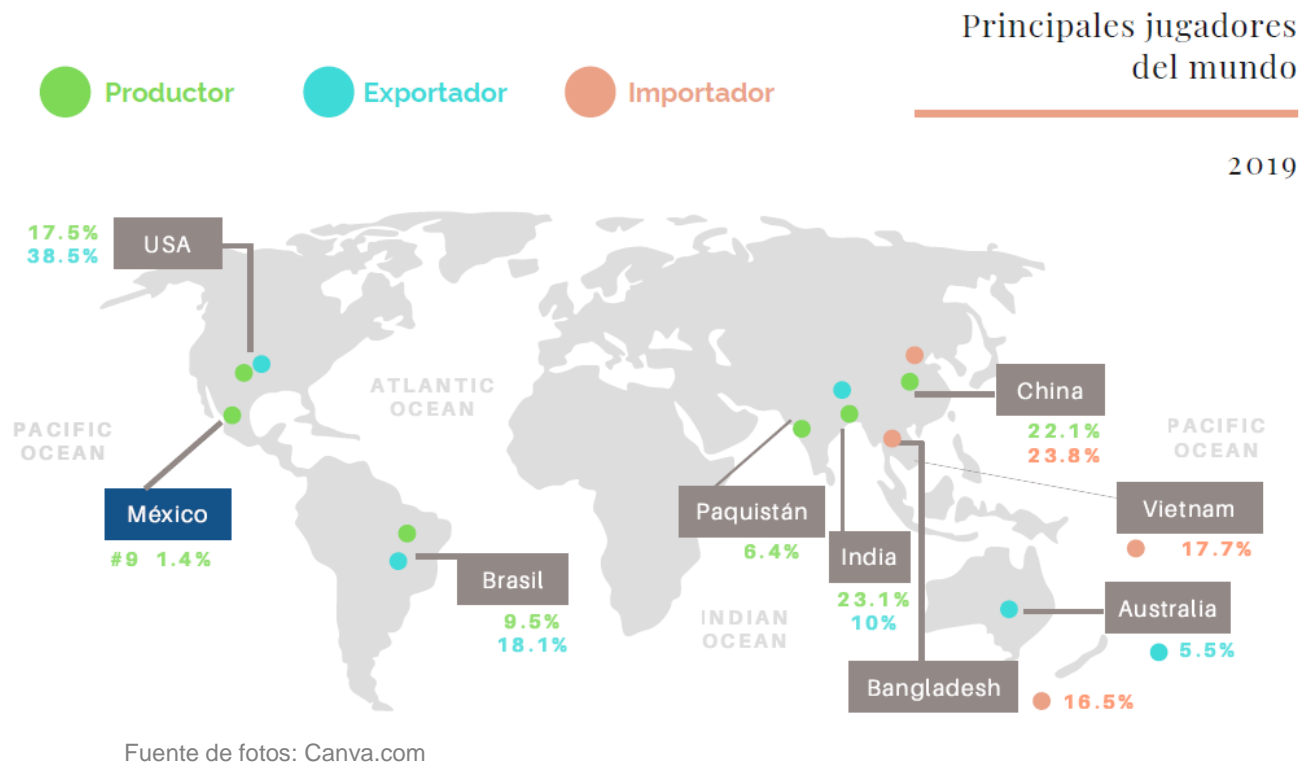 Principales jugadores
del mundo
2019
Productor
Exportador
Importador
17.5%
38.5%
USA
ATLANTIC
OCEAN
PACIFIC
OCEAN
China
22.1%
23.8%
PACIFIC
OCEAN
México
#9 1.4%
Paquistán
6.4%
Vietnam
17.7%
India
23.1%
10%
Brasil
9.5%
18.1%
INDIAN
OCEAN
Australia
5.5%
Bangladesh
16.5%
Fuente de fotos: Canva.com